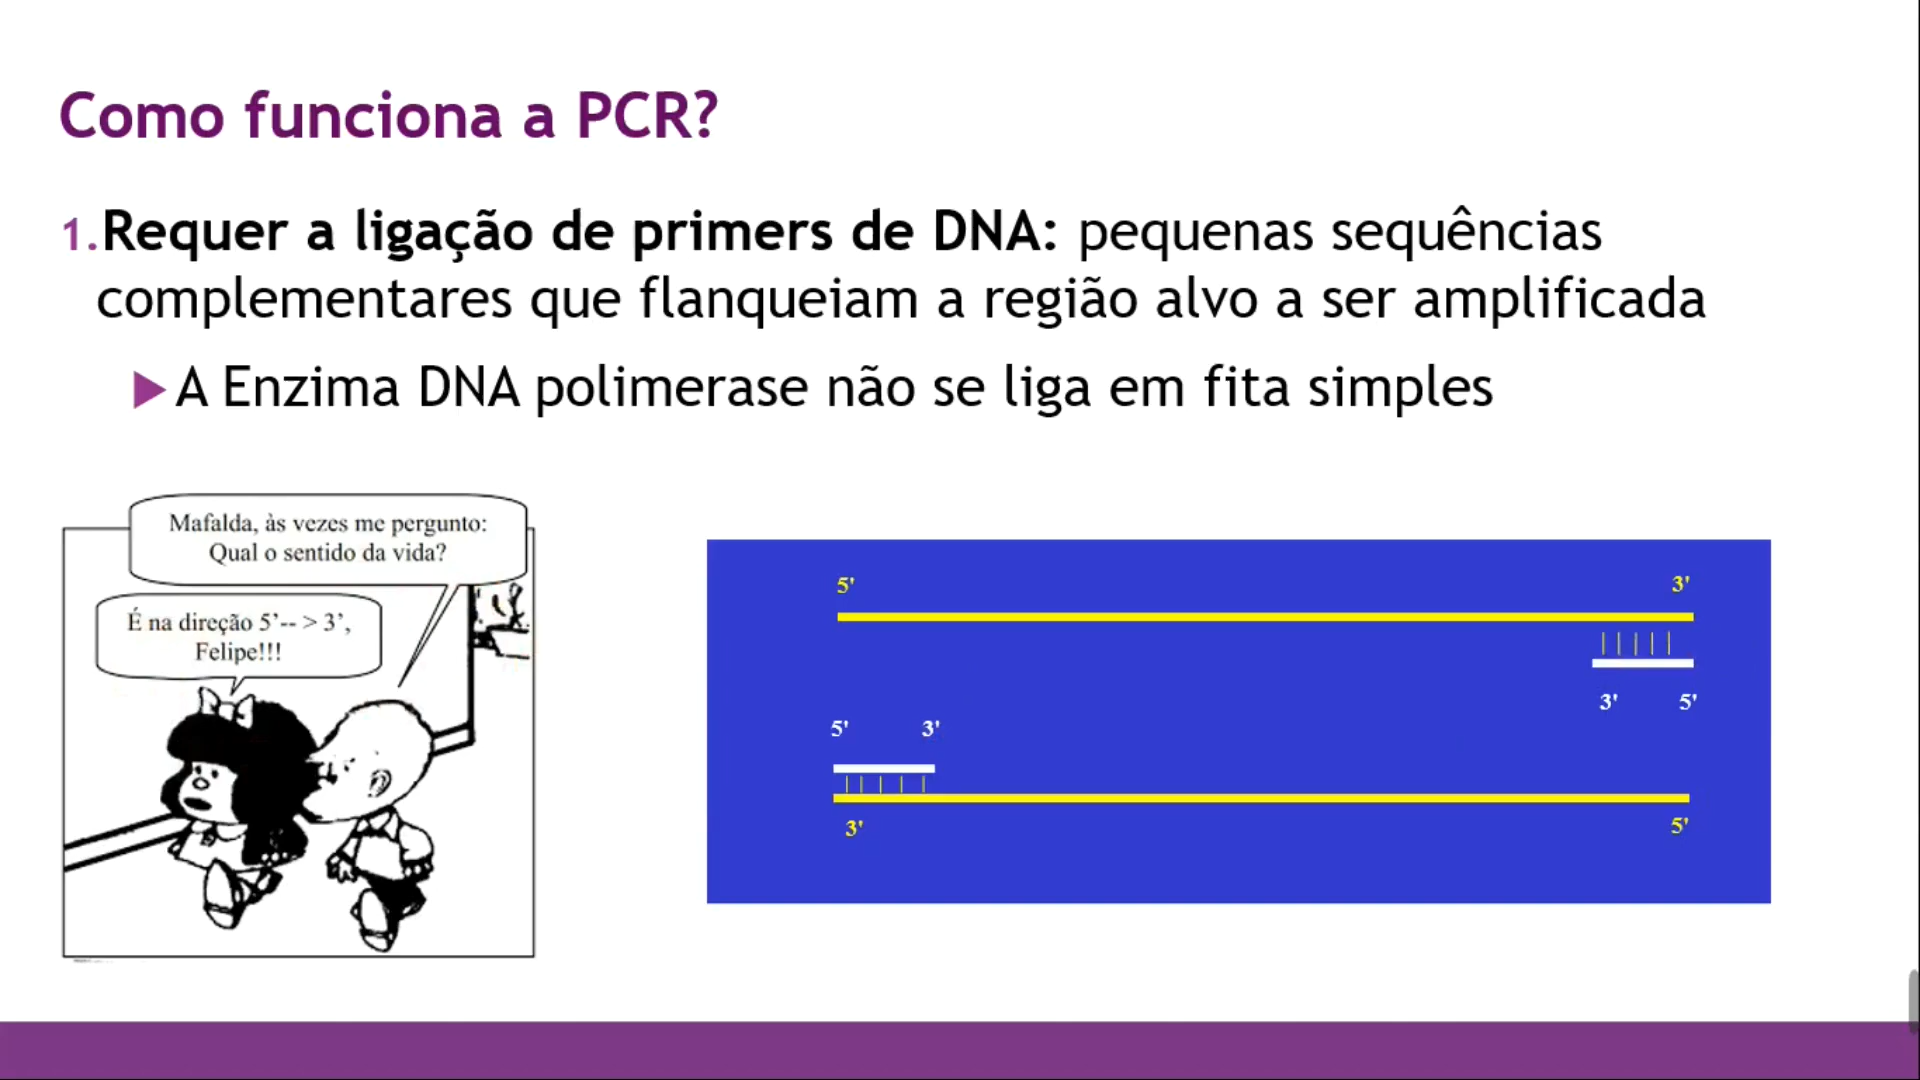 Como funciona a PCR?
1.Requer a ligação de primers de DNA: pequenas sequências
complementares que flanqueiam a região alvo a ser amplificada
▶A Enzima DNA polimerase não se liga em fita simples
Mafalda, às vezes me pergunto:
Qual o sentido da vida?
É na direção 5’-- > 3’,
Felipe!!!
5' 3'
3' 5'
5' 3'
3' 5'